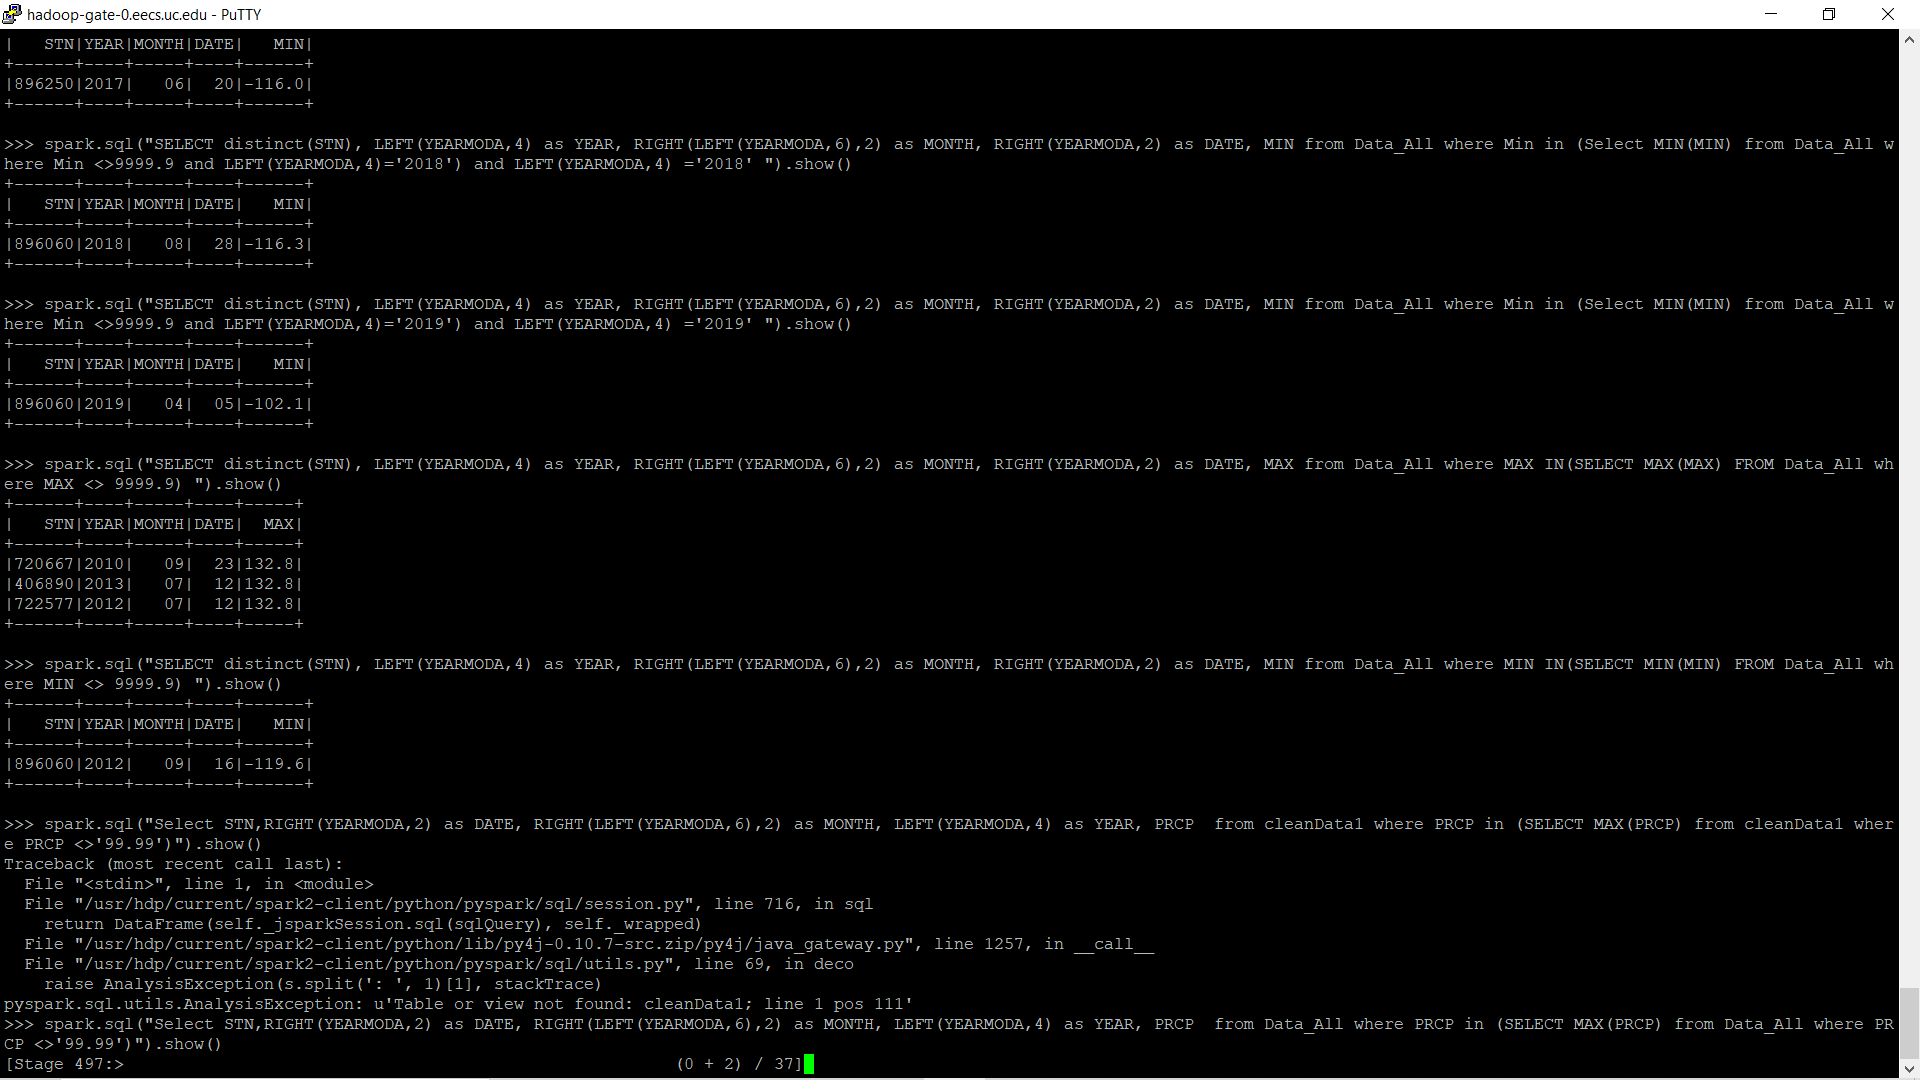 hadoop-gate-0.eecs.uc.edu - PuTTY
|   STN|YEAR|MONTH|DATE|   MIN|
+------+----+-----+----+------+
|896250|2017|   06|  20|-116.0|
+------+----+-----+----+------+
>>> spark.sql("SELECT distinct(STN), LEFT(YEARMODA,4) as YEAR, RIGHT(LEFT(YEARMODA,6),2) as MONTH, RIGHT(YEARMODA,2) as DATE, MIN from Data_All where Min in (Select MIN(MIN) from Data_All w
here Min <>9999.9 and LEFT(YEARMODA,4)='2018') and LEFT(YEARMODA,4) ='2018' ").show()
+------+----+-----+----+------+
|   STN|YEAR|MONTH|DATE|   MIN|
+------+----+-----+----+------+
|896060|2018|   08|  28|-116.3|
+------+----+-----+----+------+
>>> spark.sql("SELECT distinct(STN), LEFT(YEARMODA,4) as YEAR, RIGHT(LEFT(YEARMODA,6),2) as MONTH, RIGHT(YEARMODA,2) as DATE, MIN from Data_All where Min in (Select MIN(MIN) from Data_All w
here Min <>9999.9 and LEFT(YEARMODA,4)='2019') and LEFT(YEARMODA,4) ='2019' ").show()
+------+----+-----+----+------+
|   STN|YEAR|MONTH|DATE|   MIN|
+------+----+-----+----+------+
|896060|2019|   04|  05|-102.1|
+------+----+-----+----+------+
>>> spark.sql("SELECT distinct(STN), LEFT(YEARMODA,4) as YEAR, RIGHT(LEFT(YEARMODA,6),2) as MONTH, RIGHT(YEARMODA,2) as DATE, MAX from Data_All where MAX IN(SELECT MAX(MAX) FROM Data_All wh
ere MAX <> 9999.9) ").show()
+------+----+-----+----+-----+
|   STN|YEAR|MONTH|DATE|  MAX|
+------+----+-----+----+-----+
|720667|2010|   09|  23|132.8|
|406890|2013|   07|  12|132.8|
|722577|2012|   07|  12|132.8|
+------+----+-----+----+-----+
>>> spark.sql("SELECT distinct(STN), LEFT(YEARMODA,4) as YEAR, RIGHT(LEFT(YEARMODA,6),2) as MONTH, RIGHT(YEARMODA,2) as DATE, MIN from Data_All where MIN IN(SELECT MIN(MIN) FROM Data_All wh
ere MIN <> 9999.9) ").show()
+------+----+-----+----+------+
|   STN|YEAR|MONTH|DATE|   MIN|
+------+----+-----+----+------+
|896060|2012|   09|  16|-119.6|
+------+----+-----+----+------+
>>> spark.sql("Select STN,RIGHT(YEARMODA,2) as DATE, RIGHT(LEFT(YEARMODA,6),2) as MONTH, LEFT(YEARMODA,4) as YEAR, PRCP  from cleanData1 where PRCP in (SELECT MAX(PRCP) from cleanData1 wher
e PRCP <>'99.99')").show()
Traceback (most recent call last):
  File "<stdin>", line 1, in <module>
  File "/usr/hdp/current/spark2-client/python/pyspark/sql/session.py", line 716, in sql
    return DataFrame(self._jsparkSession.sql(sqlQuery), self._wrapped)
  File "/usr/hdp/current/spark2-client/python/lib/py4j-0.10.7-src.zip/py4j/java_gateway.py", line 1257, in __call__
  File "/usr/hdp/current/spark2-client/python/pyspark/sql/utils.py", line 69, in deco
    raise AnalysisException(s.split(': ', 1)[1], stackTrace)
pyspark.sql.utils.AnalysisException: u'Table or view not found: cleanData1; line 1 pos 111'
>>> spark.sql("Select STN,RIGHT(YEARMODA,2) as DATE, RIGHT(LEFT(YEARMODA,6),2) as MONTH, LEFT(YEARMODA,4) as YEAR, PRCP  from Data_All where PRCP in (SELECT MAX(PRCP) from Data_All where PR
CP <>'99.99')").show()
[Stage 497:>                                                       (0 + 2) / 37]